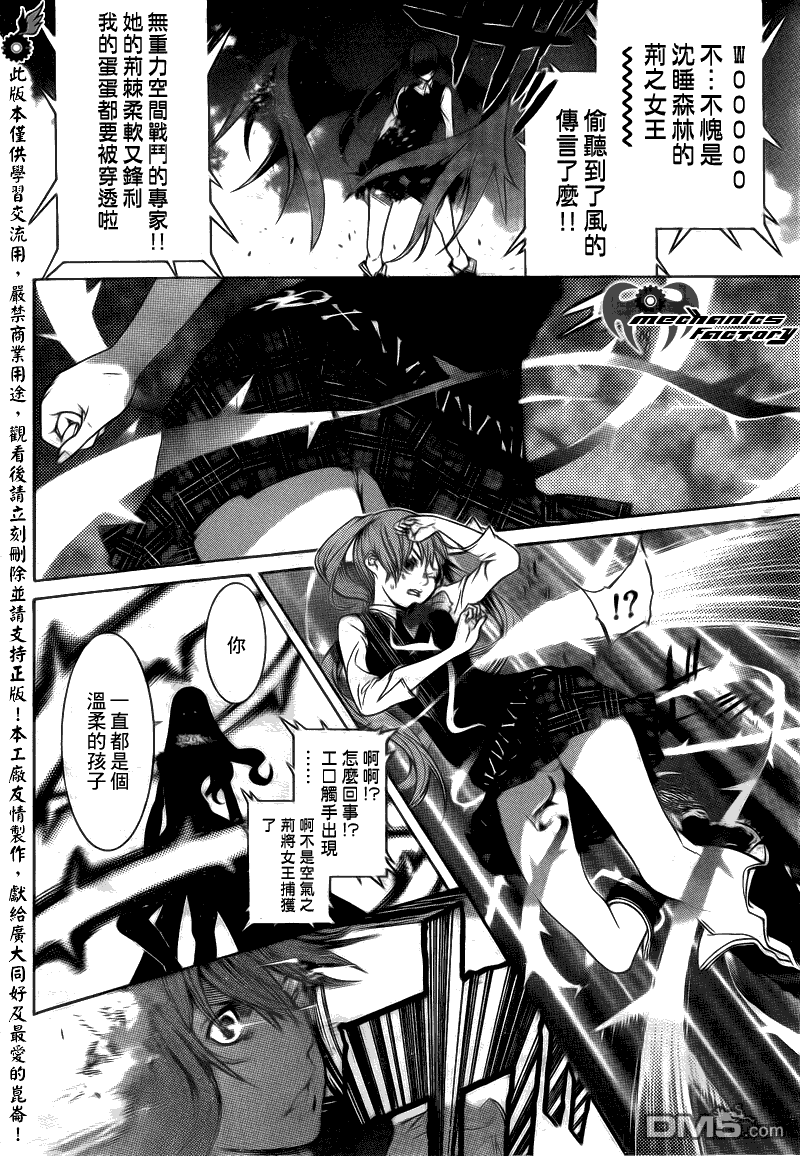 WOOOOO
不…不愧是
沈睡森林的
荊之女王
偷聽到了風的
傳言了麼!!
無重力空間戰鬥的專家!!
她的荊棘柔軟又鋒利
我的蛋蛋都要被穿透啦
mechanics
Factory
!?
啊啊!?
怎麼回事!?
工口觸手出現
……
啊不是空氣之
荊將女王捕獲
了
你
一直都是個
溫柔的孩子
此版本僅供學習交流用，嚴禁商業用途，觀看後請立刻刪除並請支持正版！本工廠友情製作，獻給廣大同好及最愛的崑崙！
DM5.com